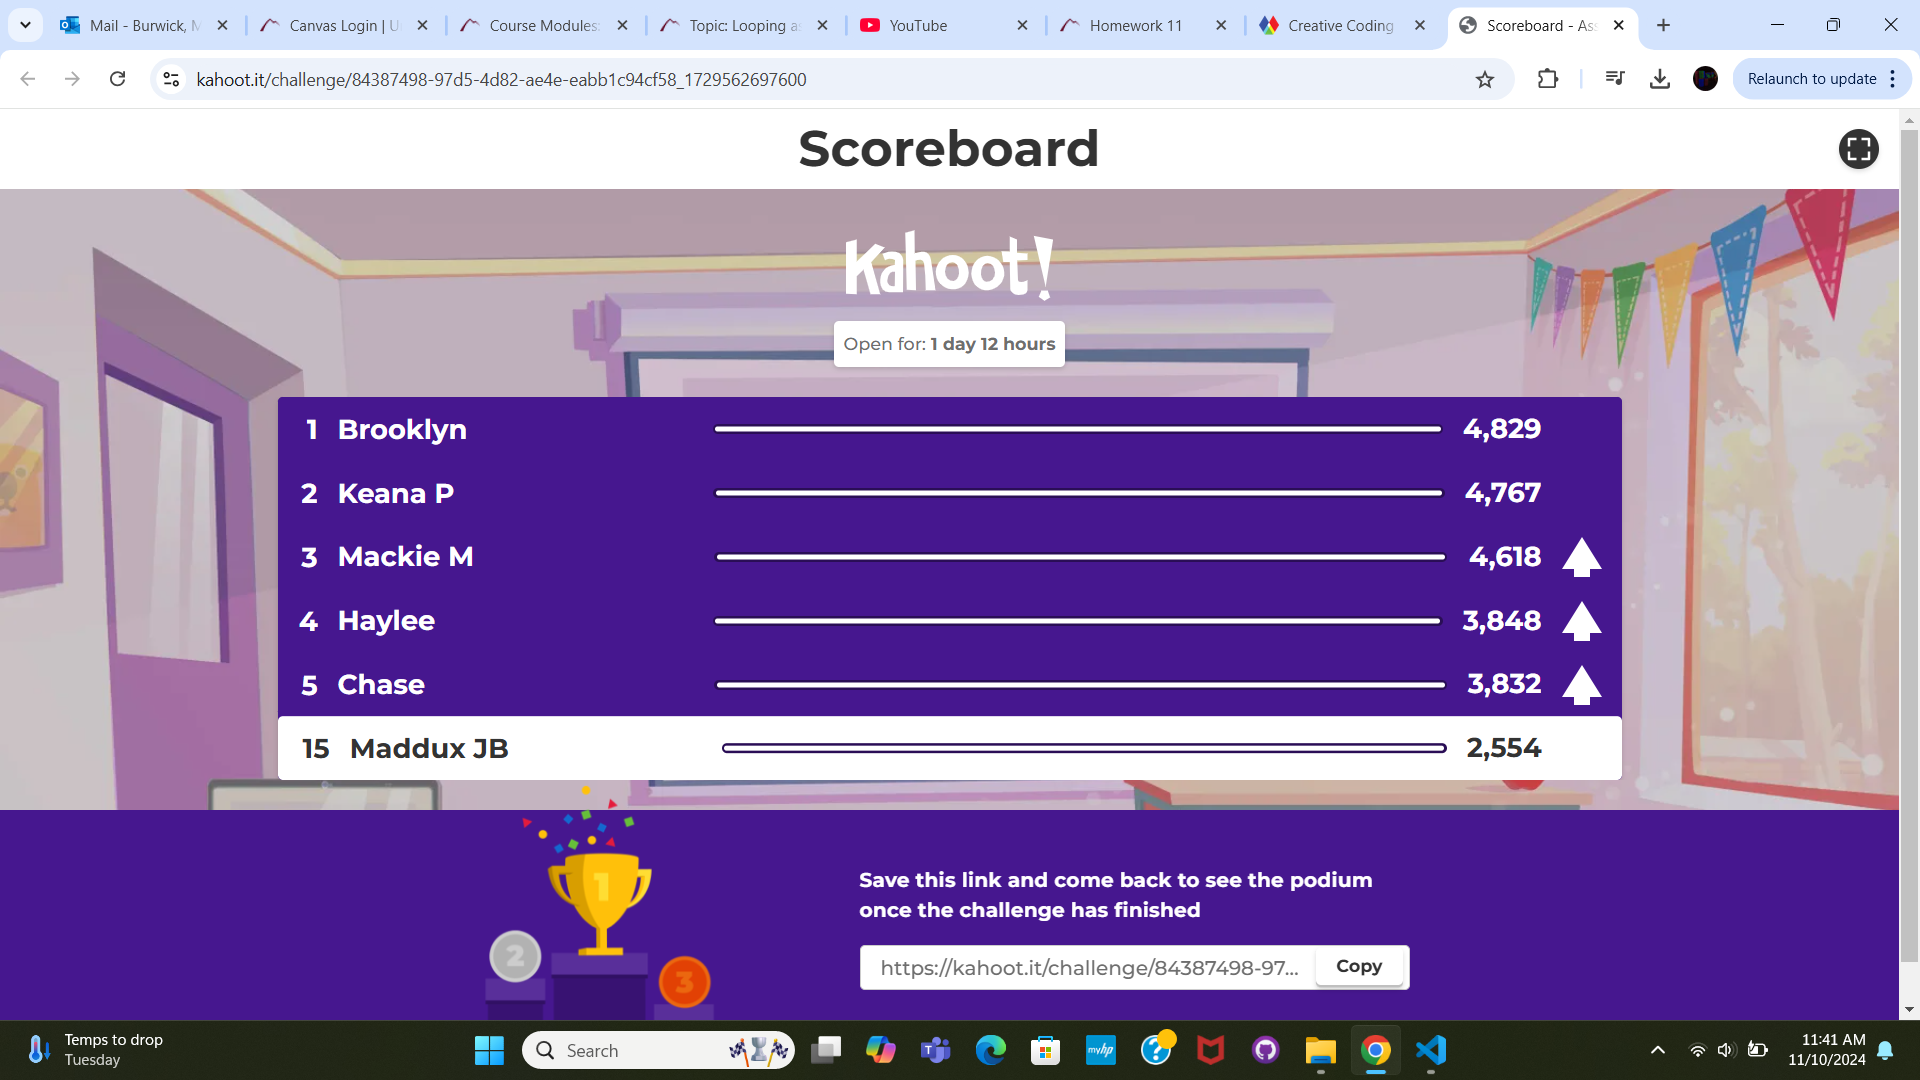 Mail - Burwick, M
Canvas Login | U
Course Modules:
Topic: Looping as
YouTube
Homework 11
Creative Coding
Scoreboard - Ass
kahoot.it/challenge/84387498-97d5-4d82-ae4e-eabb1c94cf58_1729562697600
Relaunch to update
Scoreboard
Kahoot!
Open for: 1 day 12 hours
1 Brooklyn 4,829
2 Keana P 4,767
3 Mackie M 4,618
4 Haylee 3,848
5 Chase 3,832
15 Maddux JB 2,554
1
2
3
Save this link and come back to see the podium
once the challenge has finished
https://kahoot.it/challenge/84387498-97... Copy
Temps to drop
Tuesday
Search
myhp
11:41 AM
11/10/2024